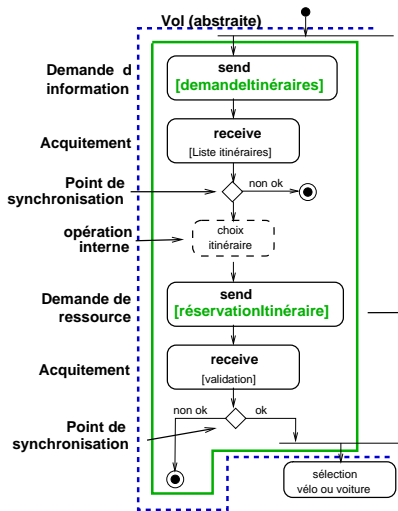 Vol (abstraite)
Demande d
information
send
[demandeItinéraires]
Acquitement
receive
[Liste itinéraires]
Point de
synchronisation
non ok
opération
interne
choix
itinéraire
Demande de
ressource
send
[réservationItinéraire]
Acquitement
receive
[validation]
non ok
ok
Point de
synchronisation
sélection
vélo ou voiture